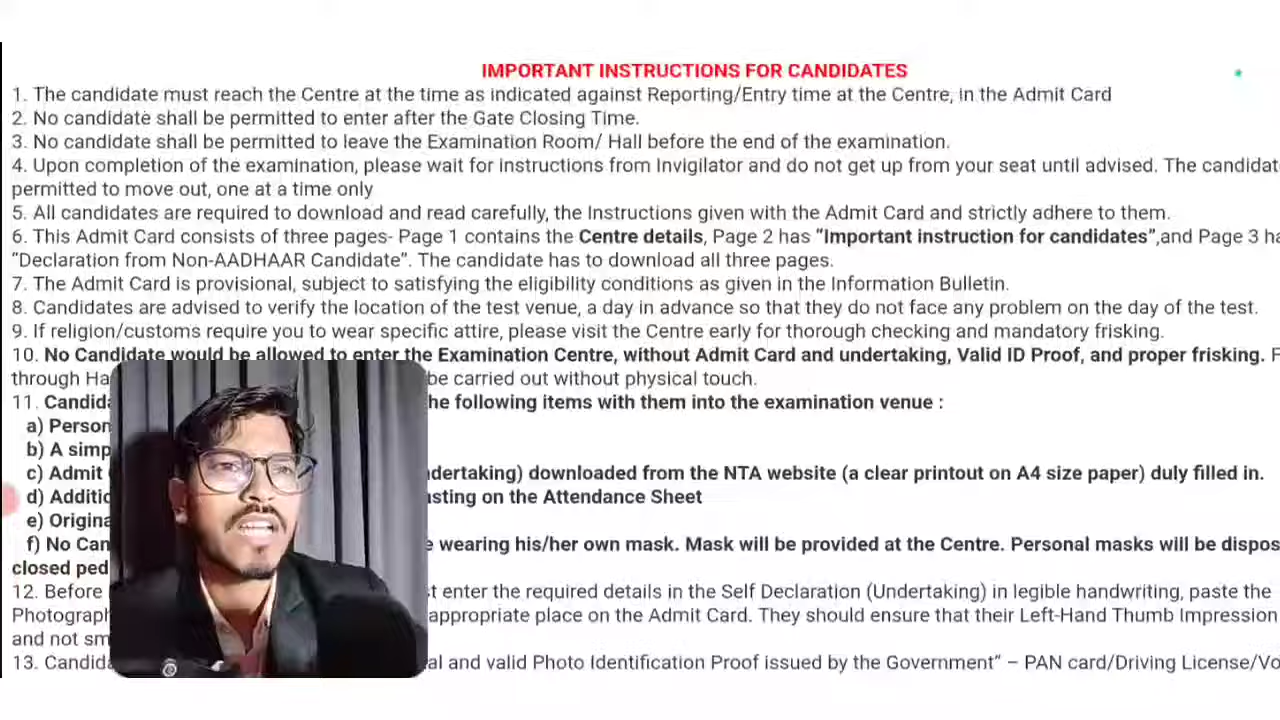 IMPORTANT INSTRUCTIONS FOR CANDIDATES
1. The candidate must reach the Centre at the time as indicated against Reporting/Entry time at the Centre, in the Admit Card
2. No candidate shall be permitted to enter after the Gate Closing Time.
3. No candidate shall be permitted to leave the Examination Room/ Hall before the end of the examination.
4. Upon completion of the examination, please wait for instructions from Invigilator and do not get up from your seat until advised. The candidat
permitted to move out, one at a time only
5. All candidates are required to download and read carefully, the Instructions given with the Admit Card and strictly adhere to them.
6. This Admit Card consists of three pages- Page 1 contains the Centre details, Page 2 has “Important instruction for candidates”,and Page 3 ha
“Declaration from Non-AADHAAR Candidate”. The candidate has to download all three pages.
7. The Admit Card is provisional, subject to satisfying the eligibility conditions as given in the Information Bulletin.
8. Candidates are advised to verify the location of the test venue, a day in advance so that they do not face any problem on the day of the test.
9. If religion/customs require you to wear specific attire, please visit the Centre early for thorough checking and mandatory frisking.
10. No Candidate would be allowed to enter the Examination Centre, without Admit Card and undertaking, Valid ID Proof, and proper frisking. F
through Ha be carried out without physical touch.
11. Candida he following items with them into the examination venue :
a) Person
b) A simp
c) Admit ndertaking) downloaded from the NTA website (a clear printout on A4 size paper) duly filled in.
d) Additio sting on the Attendance Sheet
e) Origina
f) No Can e wearing his/her own mask. Mask will be provided at the Centre. Personal masks will be dispos
closed ped
12. Before t enter the required details in the Self Declaration (Undertaking) in legible handwriting, paste the
Photograph appropriate place on the Admit Card. They should ensure that their Left-Hand Thumb Impression
and not sm
13. Candida al and valid Photo Identification Proof issued by the Government” – PAN card/Driving License/Vo